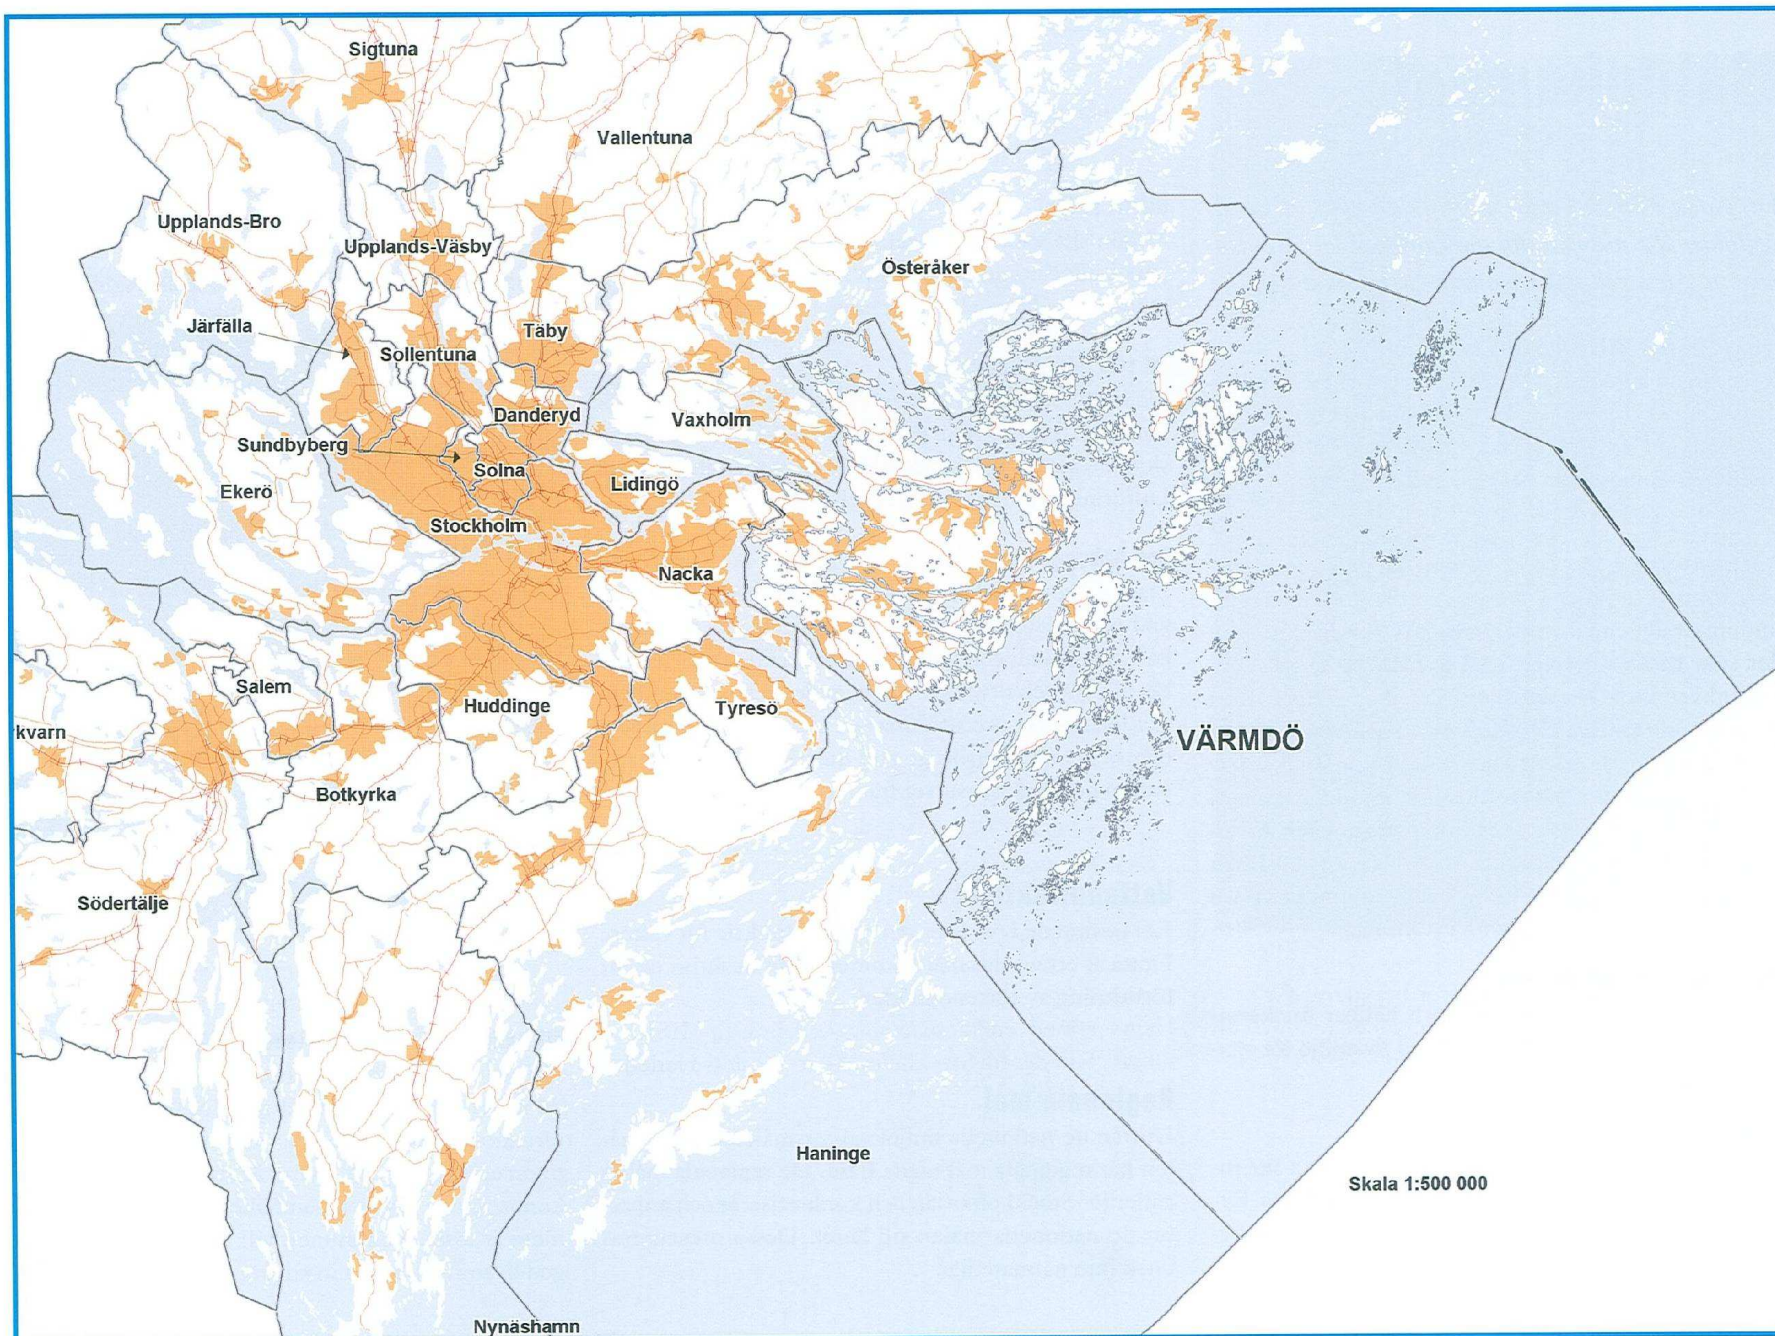 Sigtuna
Vallentuna
Upplands-Bro
Upplands-Väsby
Österåker
Järfälla
Täby
Sollentuna
Danderyd
Vaxholm
Sundbyberg
Solna
Lidingö
Ekerö
Stockholm
Nacka
Salem
Huddinge
Tyresö
kvarn
VÄRMDÖ
Botkyrka
Södertälje
Haninge
Skala 1:500 000
Nynäshamn